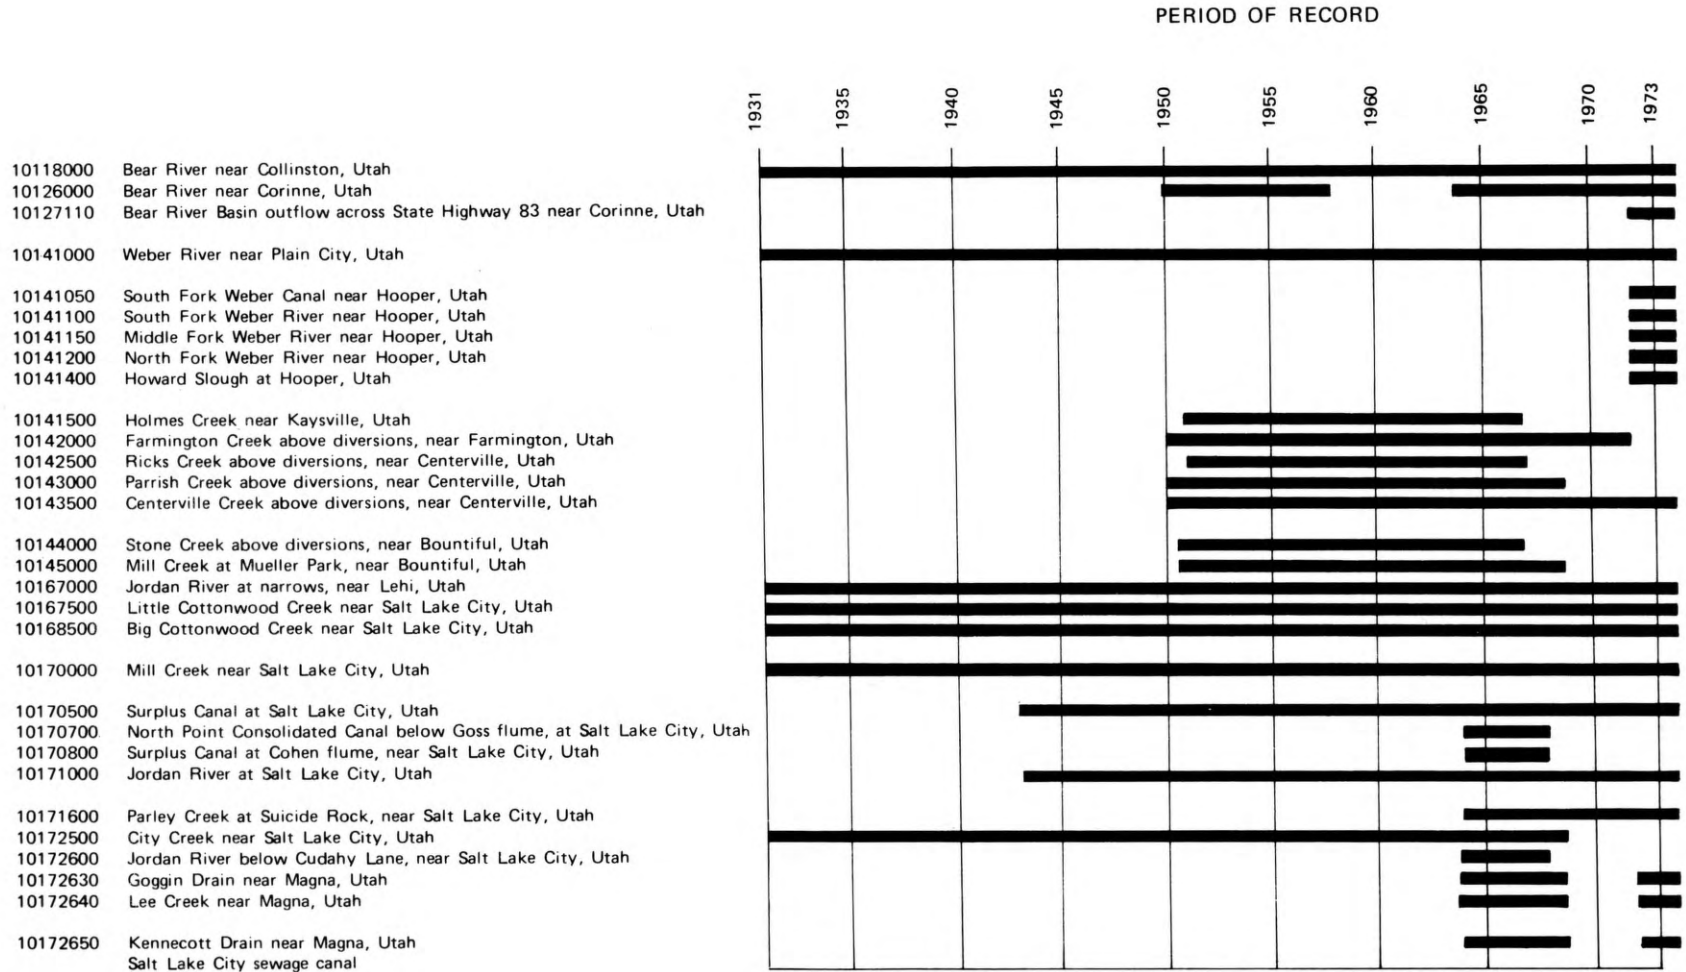 PERIOD OF RECORD
1931 1935 1940 1945 1950 1955 1960 1965 1970 1973
10118000 Bear River near Collinston, Utah
10126000 Bear River near Corinne, Utah
10127110 Bear River Basin outflow across State Highway 83 near Corinne, Utah
10141000 Weber River near Plain City, Utah
10141050 South Fork Weber Canal near Hooper, Utah
10141100 South Fork Weber River near Hooper, Utah
10141150 Middle Fork Weber River near Hooper, Utah
10141200 North Fork Weber River near Hooper, Utah
10141400 Howard Slough at Hooper, Utah
10141500 Holmes Creek near Kaysville, Utah
10142000 Farmington Creek above diversions, near Farmington, Utah
10142500 Ricks Creek above diversions, near Centerville, Utah
10143000 Parrish Creek above diversions, near Centerville, Utah
10143500 Centerville Creek above diversions, near Centerville, Utah
10144000 Stone Creek above diversions, near Bountiful, Utah
10145000 Mill Creek at Mueller Park, near Bountiful, Utah
10167000 Jordan River at narrows, near Lehi, Utah
10167500 Little Cottonwood Creek near Salt Lake City, Utah
10168500 Big Cottonwood Creek near Salt Lake City, Utah
10170000 Mill Creek near Salt Lake City, Utah
10170500 Surplus Canal at Salt Lake City, Utah
10170700 North Point Consolidated Canal below Goss flume, at Salt Lake City, Utah
10170800 Surplus Canal at Cohen flume, near Salt Lake City, Utah
10171000 Jordan River at Salt Lake City, Utah
10171600 Parley Creek at Suicide Rock, near Salt Lake City, Utah
10172500 City Creek near Salt Lake City, Utah
10172600 Jordan River below Cudahy Lane, near Salt Lake City, Utah
10172630 Goggin Drain near Magna, Utah
10172640 Lee Creek near Magna, Utah
10172650 Kennecott Drain near Magna, Utah
Salt Lake City sewage canal